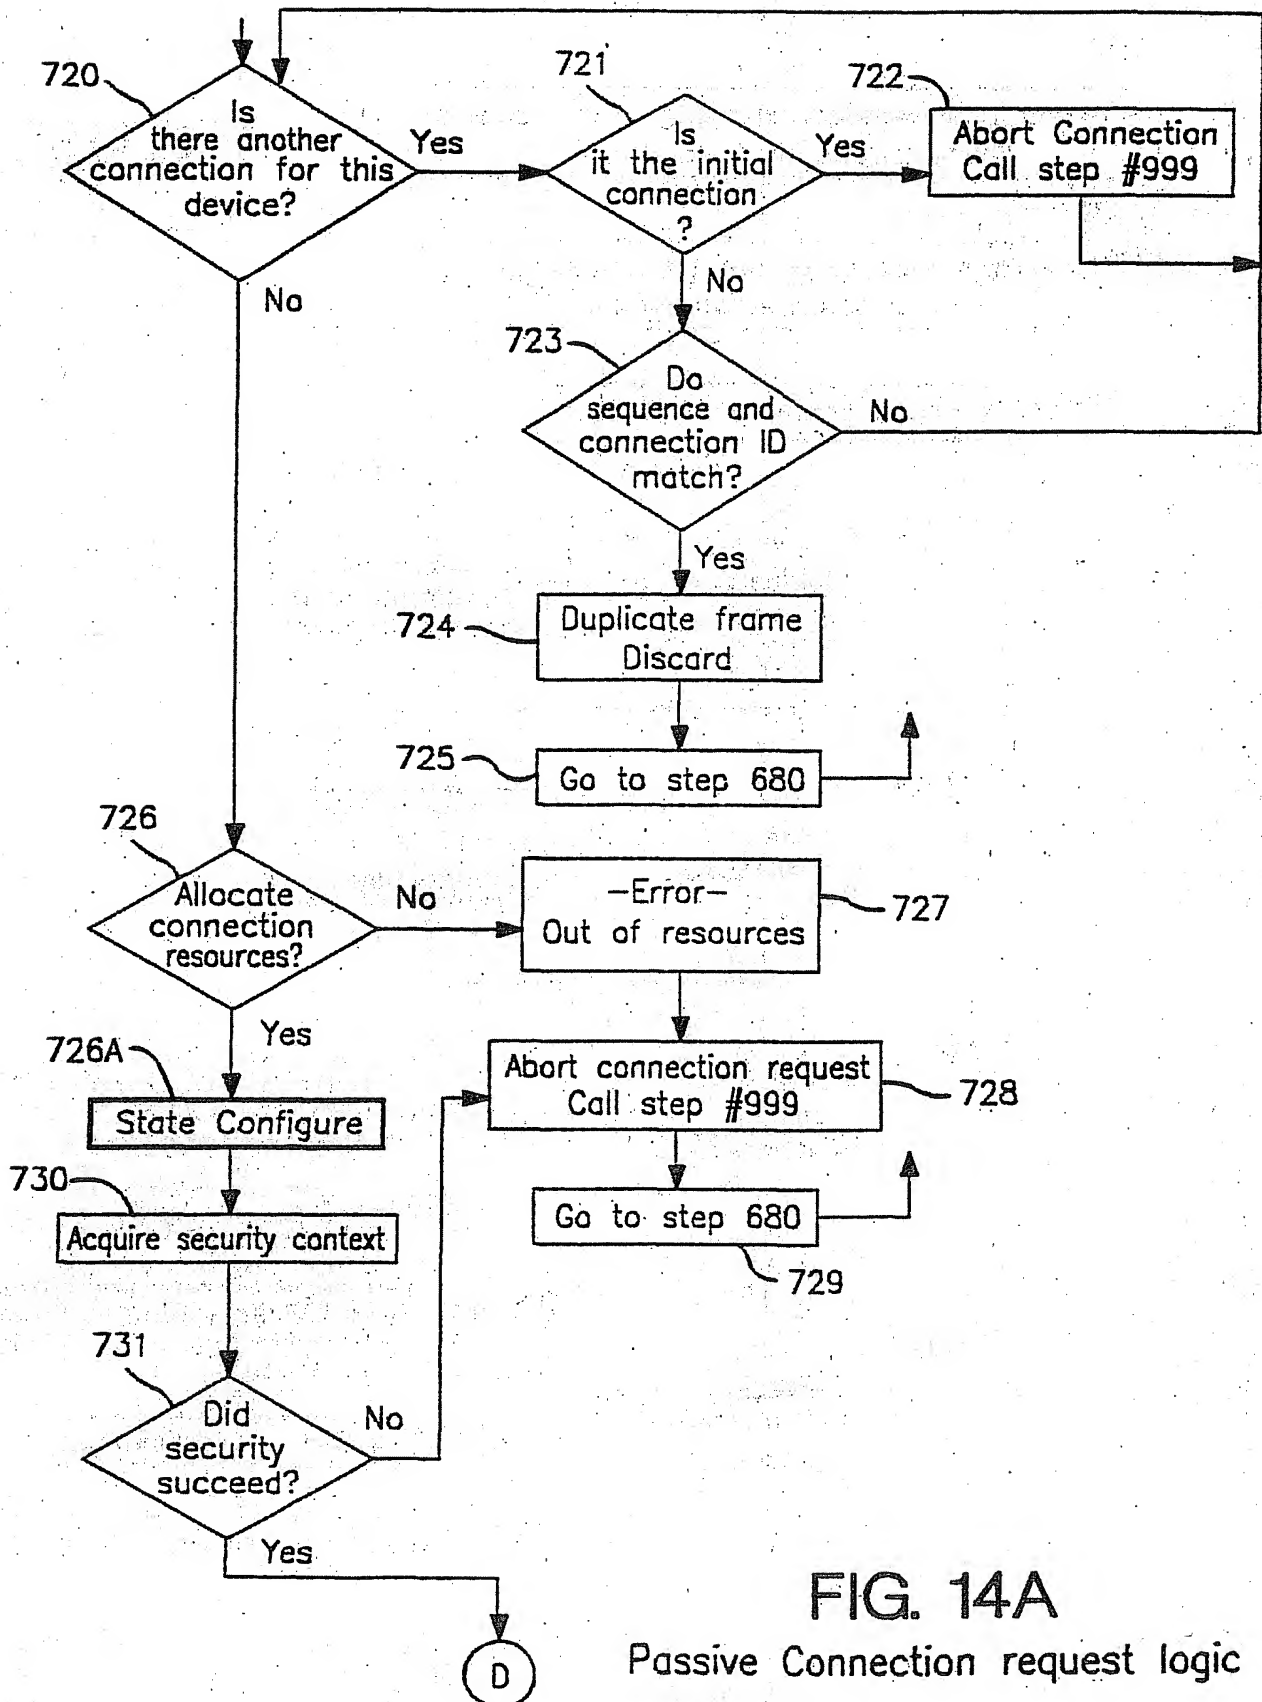 720
Is
there another
connection for this
device?
Yes
No
721
Is
it the initial
connection
?
Yes
No
722
Abort Connection
Call step #999
723
Do
sequence and
connection ID
match?
No
Yes
724
Duplicate frame
Discard
725
Go to step 680
726
Allocate
connection
resources?
No
Yes
-Error-
Out of resources
727
726A
State Configure
Abort connection request
Call step #999
728
730
Acquire security context
Go to step 680
729
731
Did
security
succeed?
No
Yes
D
FIG. 14A
Passive Connection request logic